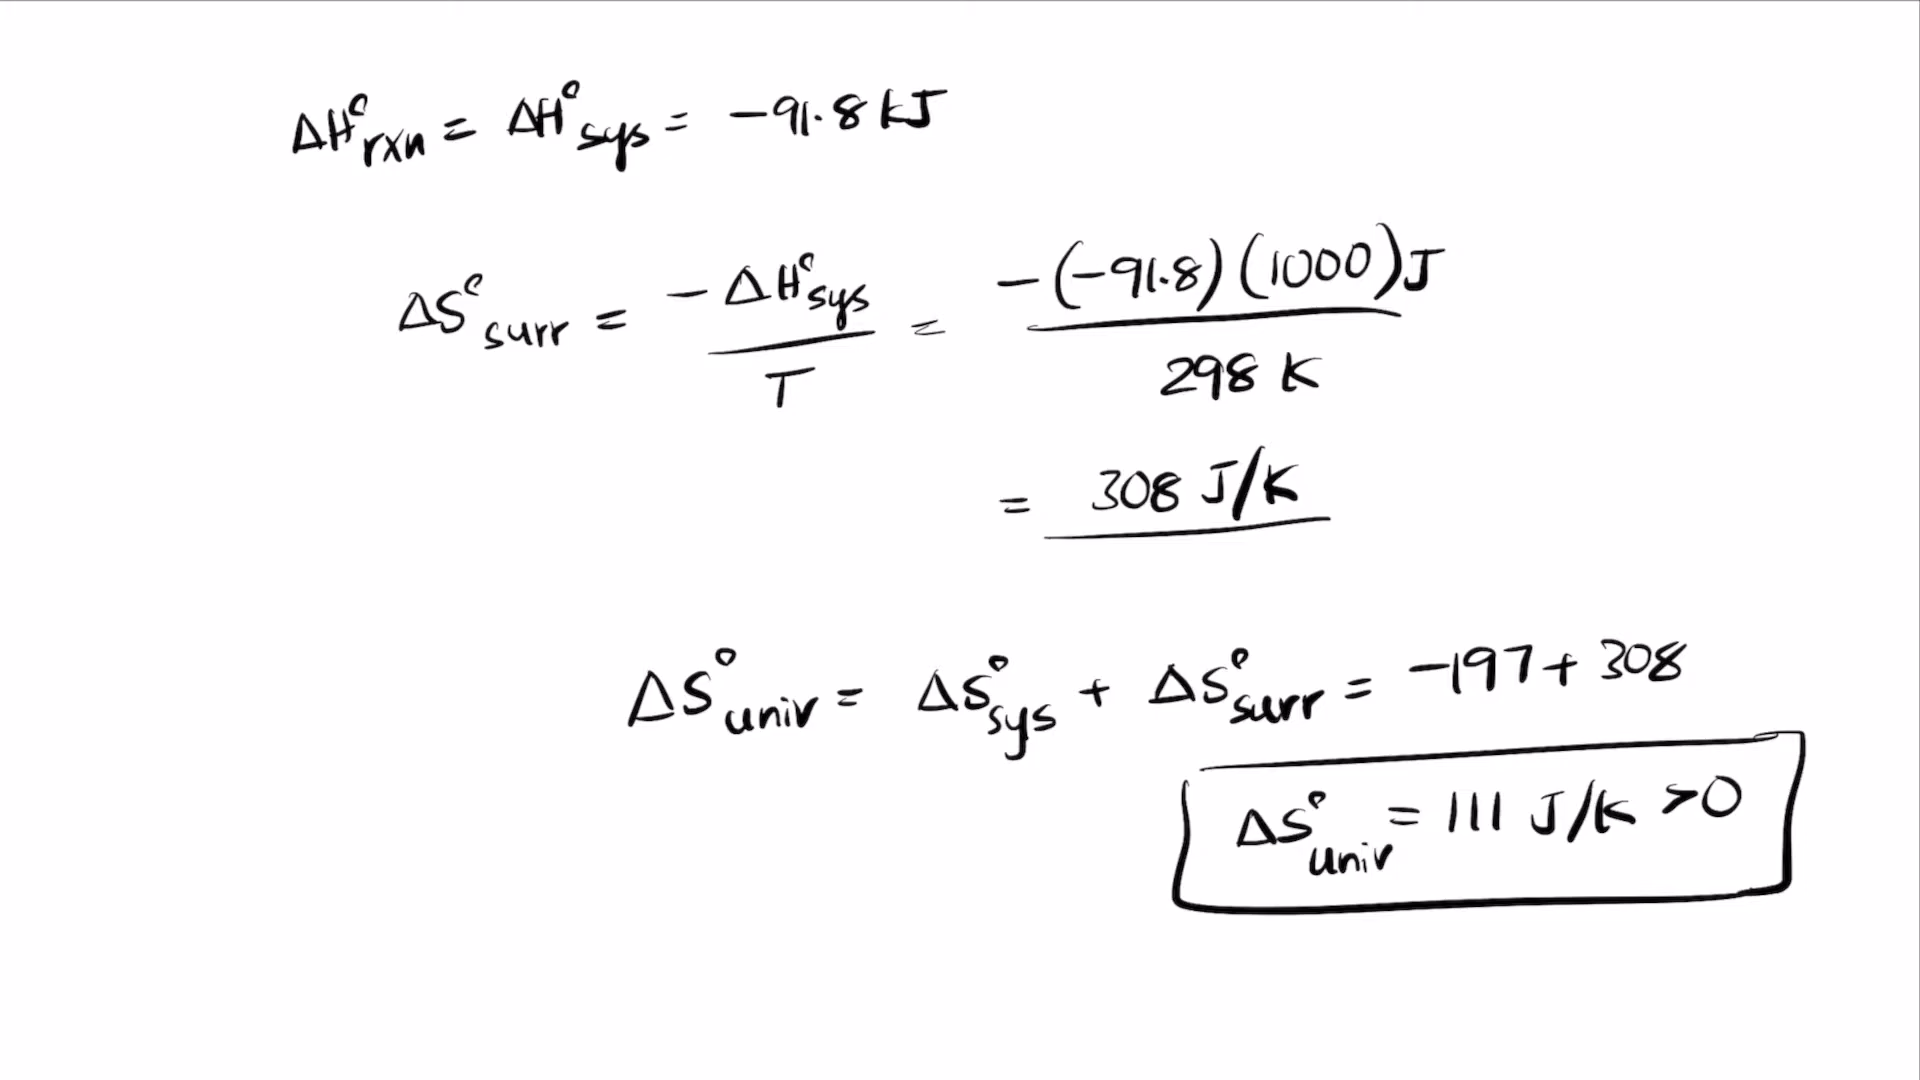 ΔH°rxn = ΔH°sys = -91.8 kJ
ΔS°surr = -ΔH°sys / T = -(-91.8)(1000)J / 298 K
= 308 J/K
ΔS°univ = ΔS°sys + ΔS°surr = -197 + 308
ΔS°univ = 111 J/K >0